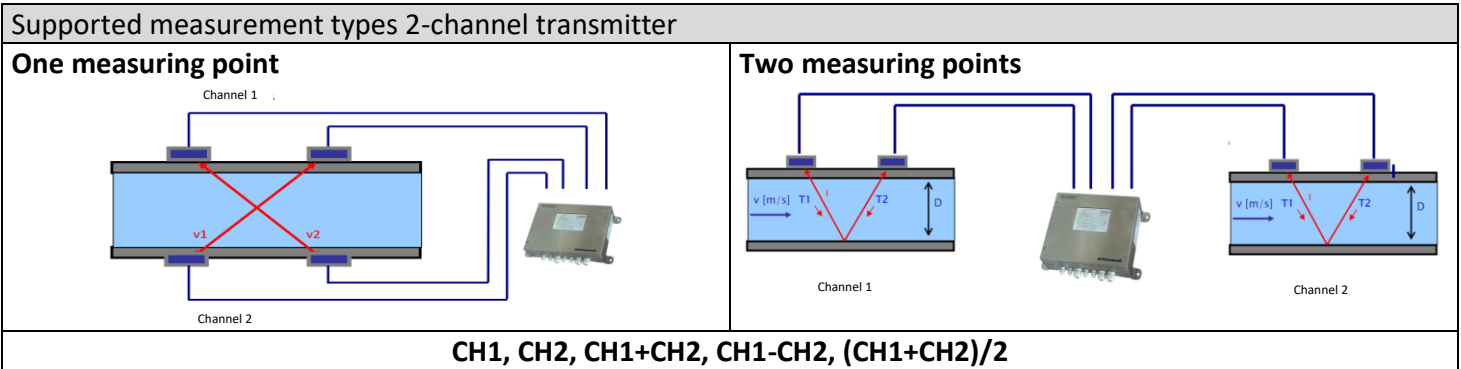 Supported measurement types 2-channel transmitter
One measuring point
Channel 1
v1
v2
Channel 2
Two measuring points
v [m/s]
T1
l
T2
D
Channel 1
v [m/s]
T1
l
T2
D
Channel 2
CH1, CH2, CH1+CH2, CH1-CH2, (CH1+CH2)/2